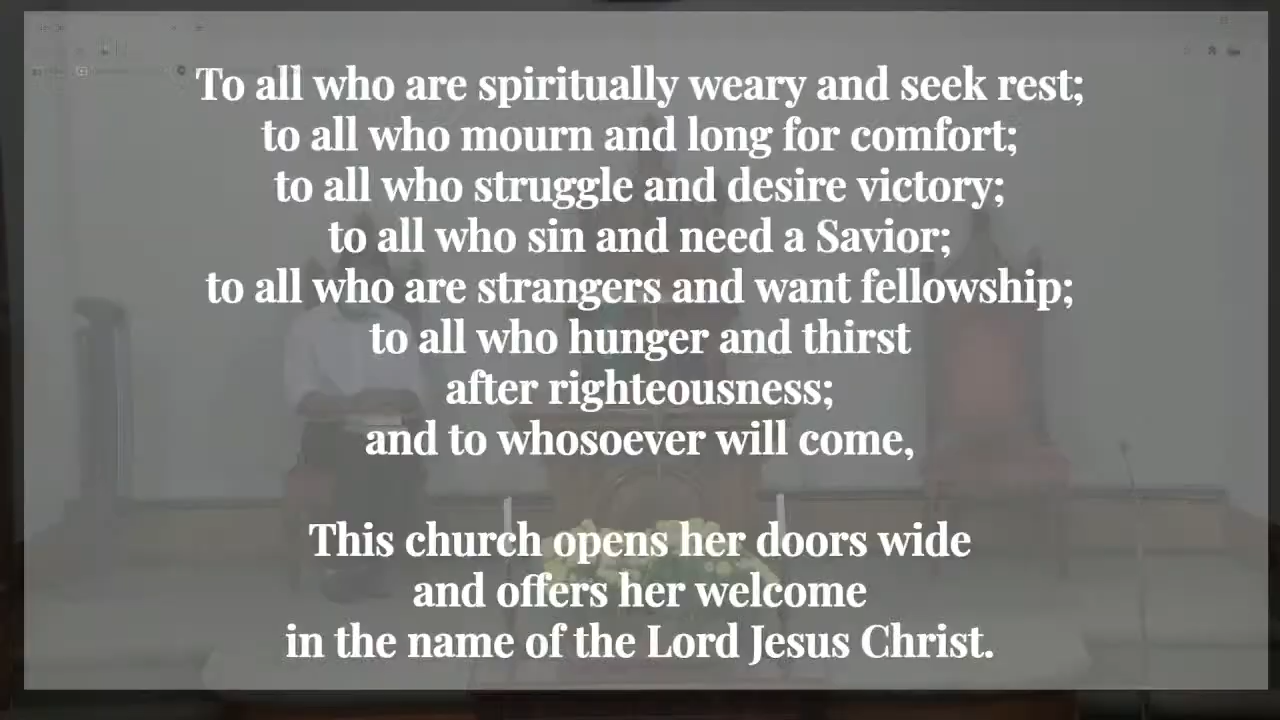 To all who are spiritually weary and seek rest;
to all who mourn and long for comfort;
to all who struggle and desire victory;
to all who sin and need a Savior;
to all who are strangers and want fellowship;
to all who hunger and thirst
after righteousness;
and to whosoever will come,
This church opens her doors wide
and offers her welcome
in the name of the Lord Jesus Christ.